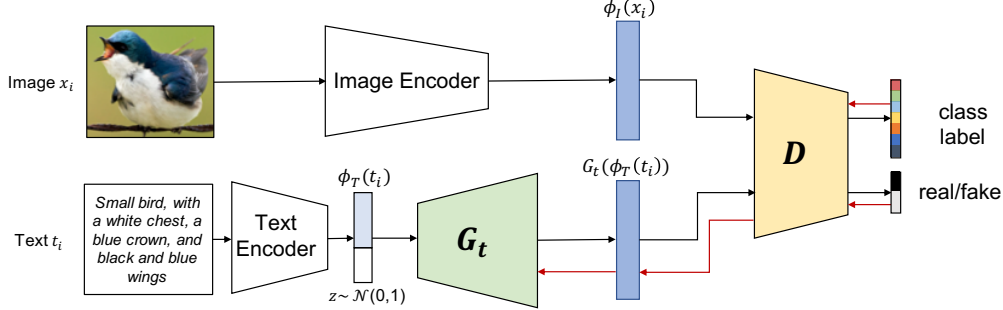 ϕ_I(x_i)
Image x_i
Image Encoder
D
class
label
ϕ_T(t_i)
G_t(ϕ_T(t_i))
Small bird, with
a white chest, a
blue crown, and
black and blue
wings
Text t_i
Text
Encoder
G_t
real/fake
z~ 𝒩(0,1)